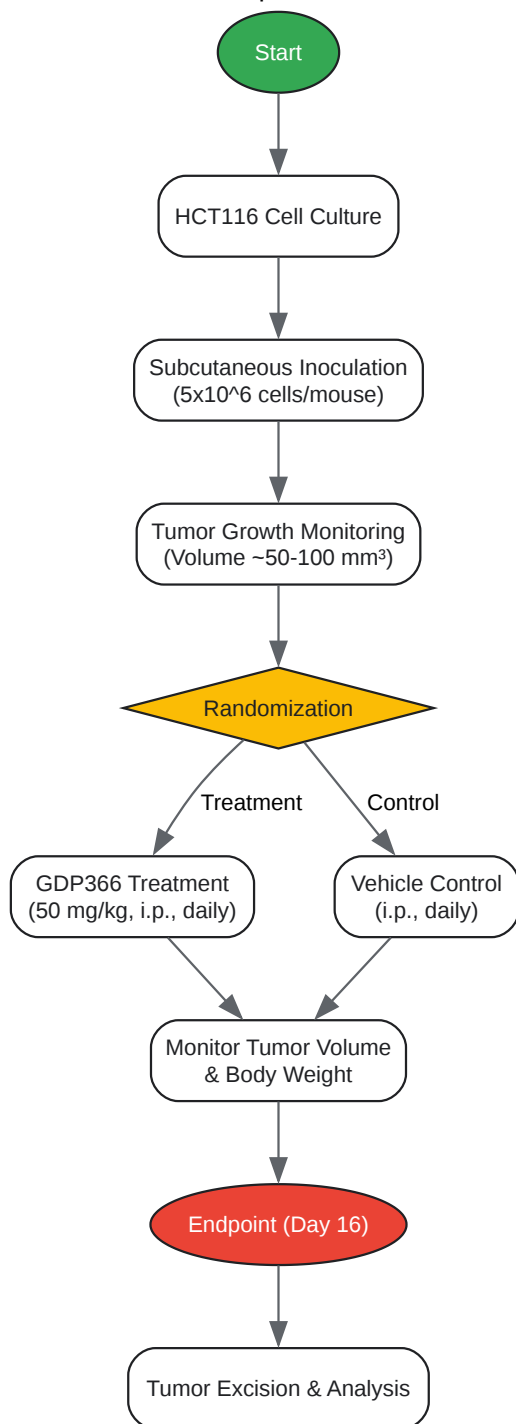 Start
HCT116 Cell Culture
Subcutaneous Inoculation
(5x10^6 cells/mouse)
Tumor Growth Monitoring
(Volume ~50-100 mm³)
Randomization
Treatment
Control
GDP366 Treatment
(50 mg/kg, i.p., daily)
Vehicle Control
(i.p., daily)
Monitor Tumor Volume
& Body Weight
Endpoint (Day 16)
Tumor Excision & Analysis